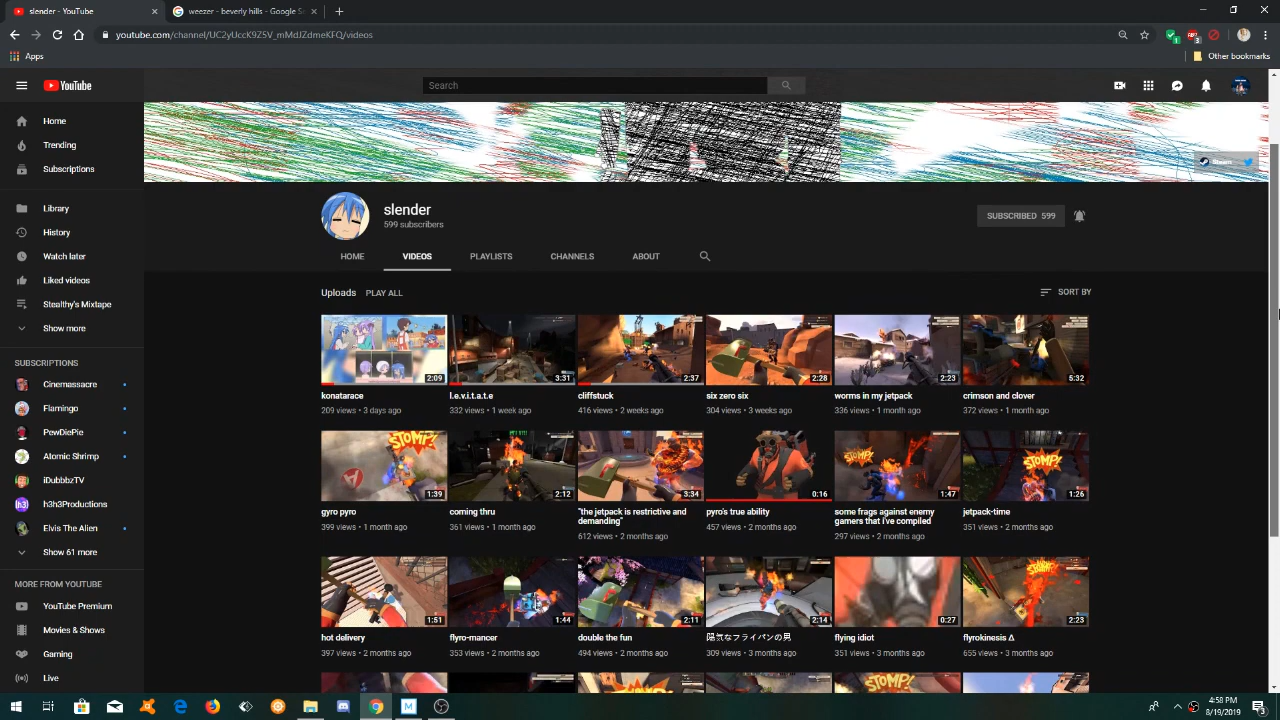 slender - YouTube
weezer - beverly hills - Google S
youtube.com/channel/UC2yUccK9Z5V_mMdJZdmeKFQ/videos
Apps
Other bookmarks
YouTube
Search
Home
Trending
Subscriptions
Steam
Library
History
Watch later
Liked videos
Stealthy's Mixtape
Show more
slender
599 subscribers
SUBSCRIBED 599
HOME
VIDEOS
PLAYLISTS
CHANNELS
ABOUT
Uploads
PLAY ALL
SORT BY
SUBSCRIPTIONS
Cinemassacre
Flamingo
PewDiePie
Atomic Shrimp
iDubbbzTV
h3h3Productions
Elvis The Alien
Show 61 more
MORE FROM YOUTUBE
YouTube Premium
Movies & Shows
Gaming
Live
2:09
konatarace
209 views • 3 days ago
3:31
l.e.v.i.t.a.t.e
332 views • 1 week ago
2:37
cliffstuck
416 views • 2 weeks ago
2:28
six zero six
304 views • 3 weeks ago
2:23
worms in my jetpack
336 views • 1 month ago
5:32
crimson and clover
372 views • 1 month ago
STOMP!
1:39
gyro pyro
399 views • 1 month ago
2:12
coming thru
361 views • 1 month ago
3:34
"the jetpack is restrictive and
demanding"
612 views • 2 months ago
0:16
pyro's true ability
457 views • 2 months ago
STOMP!
1:47
some frags against enemy
gamers that i've compiled
297 views • 2 months ago
STOMP!
1:26
jetpack-time
351 views • 2 months ago
1:51
hot delivery
397 views • 2 months ago
1:44
flyro-mancer
353 views • 2 months ago
2:11
double the fun
494 views • 2 months ago
2:14
陽気なフライパンの男
309 views • 3 months ago
0:27
flying idiot
351 views • 3 months ago
STOMP!
2:23
flyrokinesis Δ
655 views • 3 months ago
STOMP!
STOMP!
4:58 PM
8/19/2019